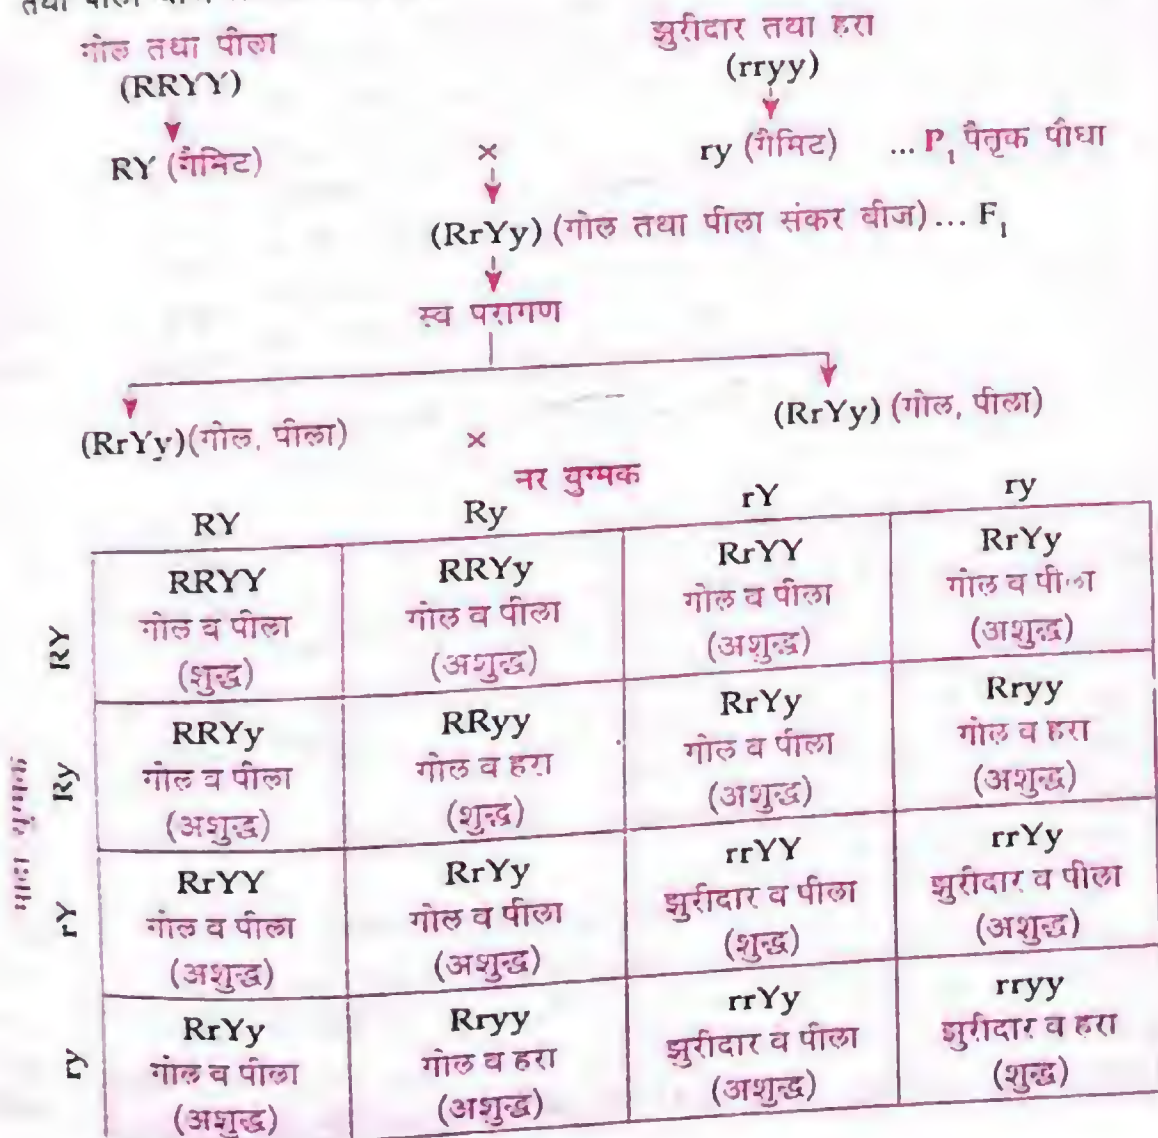 गोल तथा पीला झुर्रीदार तथा हरा
(RRYY) (rryy)
RY (गैमिट) × ry (गैमिट) ...P₁ पैतृक पौधा
(RrYy) (गोल तथा पीला संकर बीज)... F₁
स्व परागण
(RrYy)(गोल, पीला) × (RrYy) (गोल, पीला)
नर युग्मक
RY Ry rY ry
मादा युग्मक
RY
RRYY RRYy RrYY RrYy
गोल व पीला गोल व पीला गोल व पीला गोल व पीला
(शुद्ध) (अशुद्ध) (अशुद्ध) (अशुद्ध)
Ry
RRYy RRyy RrYy Rryy
गोल व पीला गोल व हरा गोल व पीला गोल व हरा
(अशुद्ध) (शुद्ध) (अशुद्ध) (अशुद्ध)
rY
RrYY RrYy rrYY rrYy
गोल व पीला गोल व पीला झुर्रीदार व पीला झुर्रीदार व पीला
(अशुद्ध) (अशुद्ध) (शुद्ध) (अशुद्ध)
ry
RrYy Rryy rrYy rryy
गोल व पीला गोल व हरा झुर्रीदार व पीला झुर्रीदार व हरा
(अशुद्ध) (अशुद्ध) (अशुद्ध) (शुद्ध)